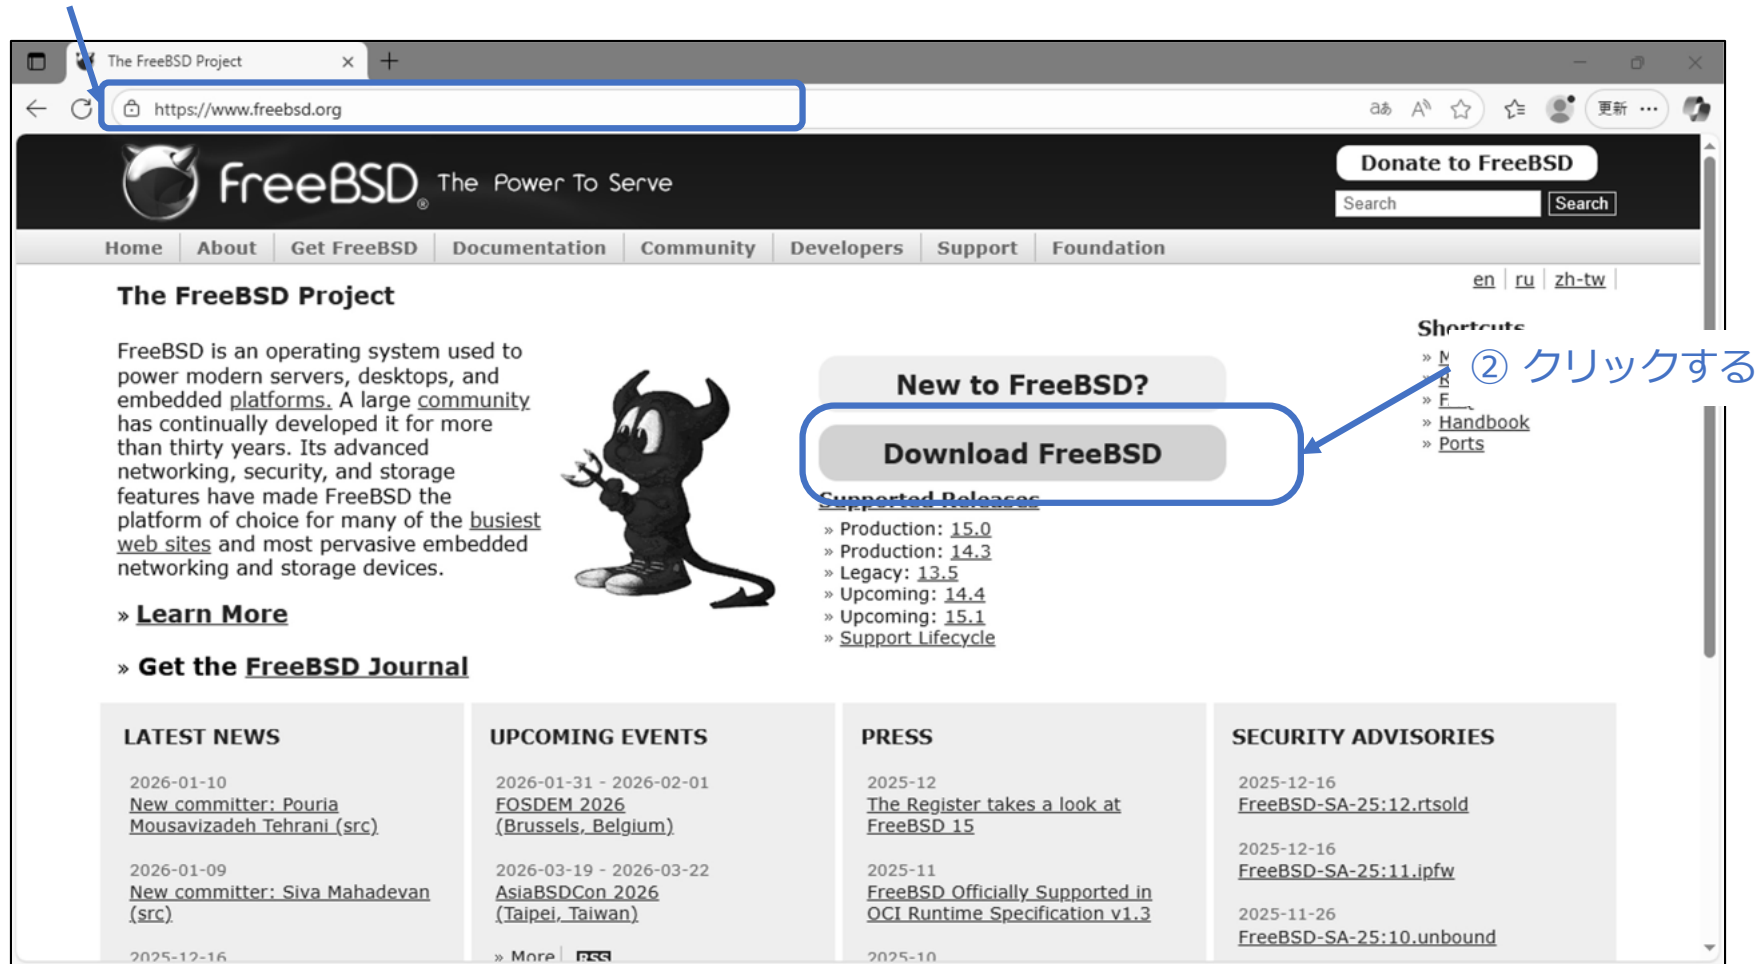 The FreeBSD Project
https://www.freebsd.org
aあ
更新
FreeBSD® The Power To Serve
Donate to FreeBSD
Search
Search
Home About Get FreeBSD Documentation Community Developers Support Foundation
en ru zh-tw
The FreeBSD Project
FreeBSD is an operating system used to
power modern servers, desktops, and
embedded platforms. A large community
has continually developed it for more
than thirty years. Its advanced
networking, security, and storage
features have made FreeBSD the
platform of choice for many of the busiest
web sites and most pervasive embedded
networking and storage devices.
» Learn More
» Get the FreeBSD Journal
New to FreeBSD?
Download FreeBSD
Supported Releases
» Production: 15.0
» Production: 14.3
» Legacy: 13.5
» Upcoming: 14.4
» Upcoming: 15.1
» Support Lifecycle
Shortcuts
» Handbook
» Ports
② クリックする
LATEST NEWS
2026-01-10
New committer: Pouria
Mousavizadeh Tehrani (src)
2026-01-09
New committer: Siva Mahadevan
(src)
2025-12-16
UPCOMING EVENTS
2026-01-31 - 2026-02-01
FOSDEM 2026
(Brussels, Belgium)
2026-03-19 - 2026-03-22
AsiaBSDCon 2026
(Taipei, Taiwan)
» More RSS
PRESS
2025-12
The Register takes a look at
FreeBSD 15
2025-11
FreeBSD Officially Supported in
OCI Runtime Specification v1.3
2025-10
SECURITY ADVISORIES
2025-12-16
FreeBSD-SA-25:12.rtsold
2025-12-16
FreeBSD-SA-25:11.ipfw
2025-11-26
FreeBSD-SA-25:10.unbound